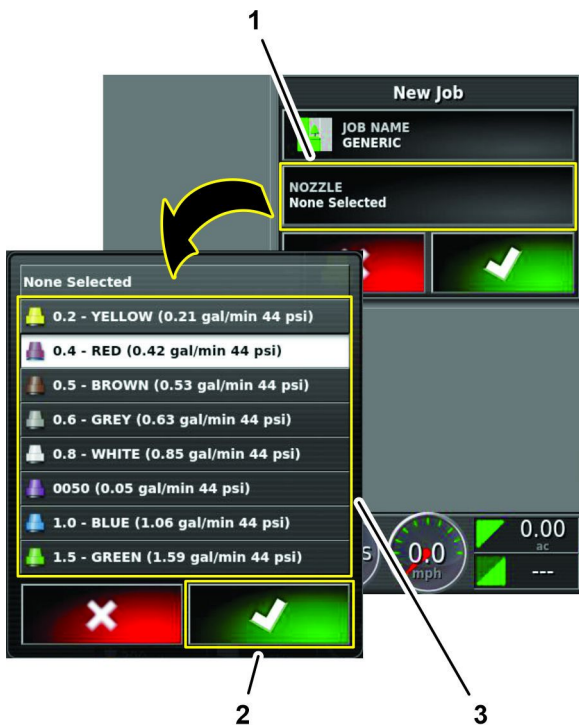 1
New Job
JOB NAME
GENERIC
NOZZLE
None Selected
None Selected
0.2 - YELLOW (0.21 gal/min 44 psi)
0.4 - RED (0.42 gal/min 44 psi)
0.5 - BROWN (0.53 gal/min 44 psi)
0.6 - GREY (0.63 gal/min 44 psi)
0.8 - WHITE (0.85 gal/min 44 psi)
0050 (0.05 gal/min 44 psi)
1.0 - BLUE (1.06 gal/min 44 psi)
1.5 - GREEN (1.59 gal/min 44 psi)
0.0
mph
0.00
ac
---
2
3